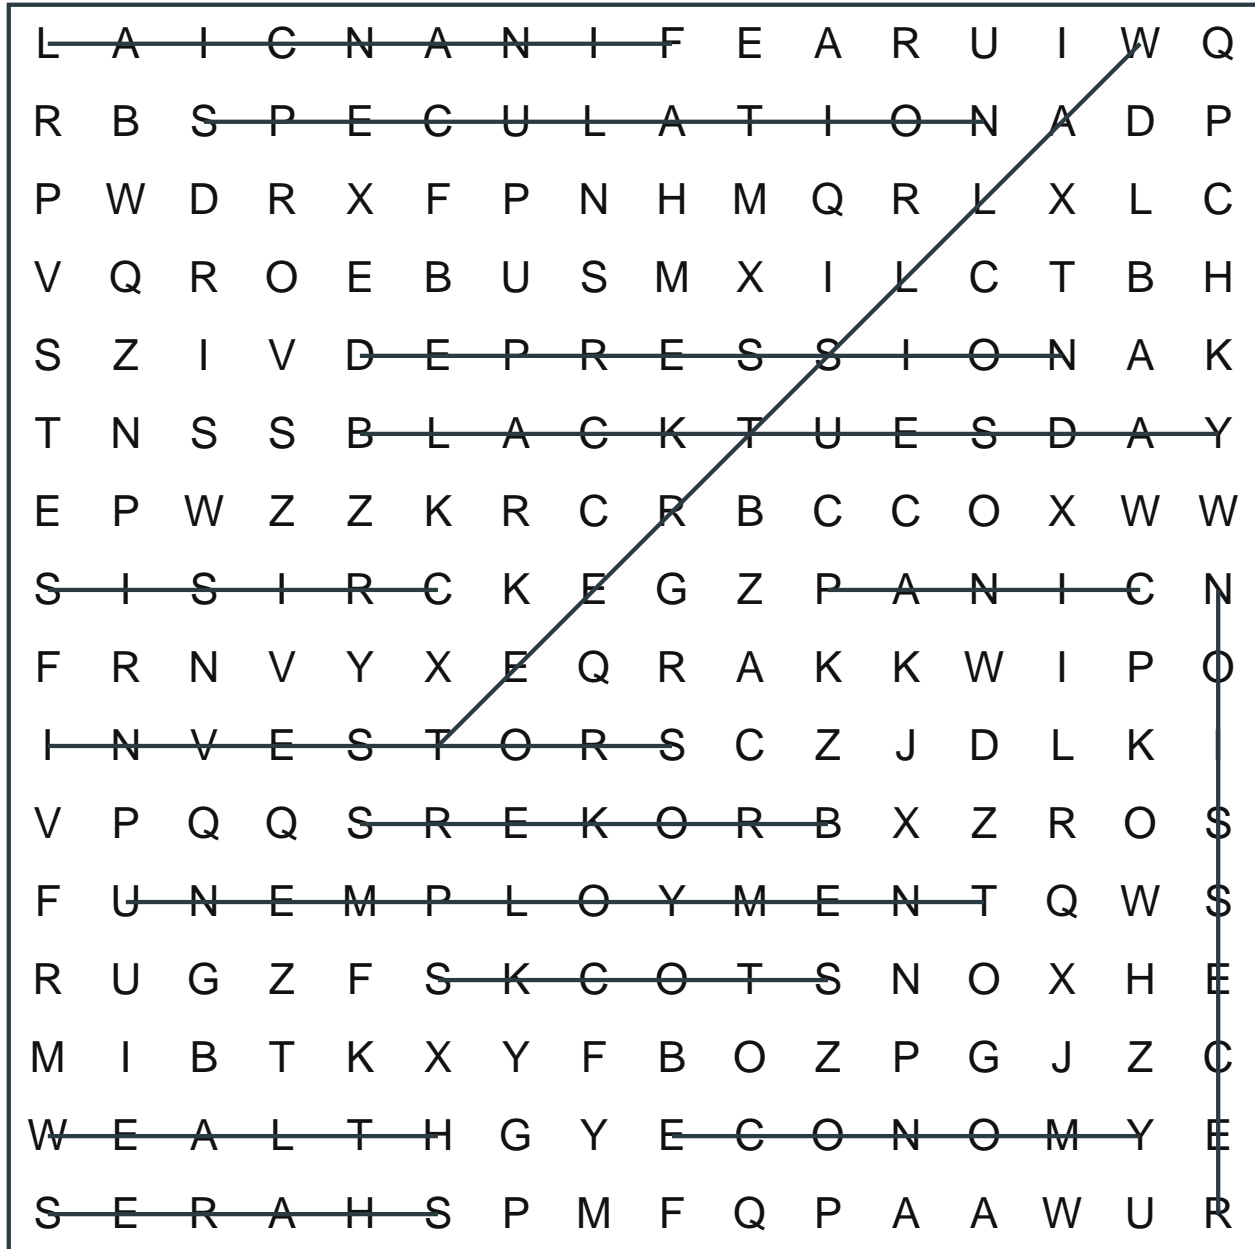 L A I C N A N I F E A R U I W Q
R B S P E C U L A T I O N A D P
P W D R X F P N H M Q R L X L C
V Q R O E B U S M X I L C T B H
S Z I V D E P R E S S I O N A K
T N S S B L A C K T U E S D A Y
E P W Z Z K R C R B C C O X W W
S I S I R C K E G Z P A N I C N
F R N V Y X E Q R A K K W I P O
I N V E S T O R S C Z J D L K I
V P Q Q S R E K O R B X Z R O S
F U N E M P L O Y M E N T Q W S
R U G Z F S K C O T S N O X H E
M I B T K X Y F B O Z P G J Z C
W E A L T H G Y E C O N O M Y E
S E R A H S P M F Q P A A W U R